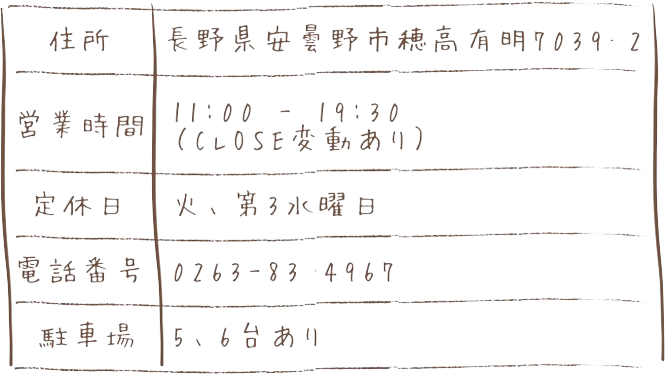 住所 長野県安曇野市穂高有明7039-2
営業時間 11:00 - 19:30
(CLOSE変動あり)
定休日 火、第3水曜日
電話番号 0263-83-4967
駐車場 5、6台あり